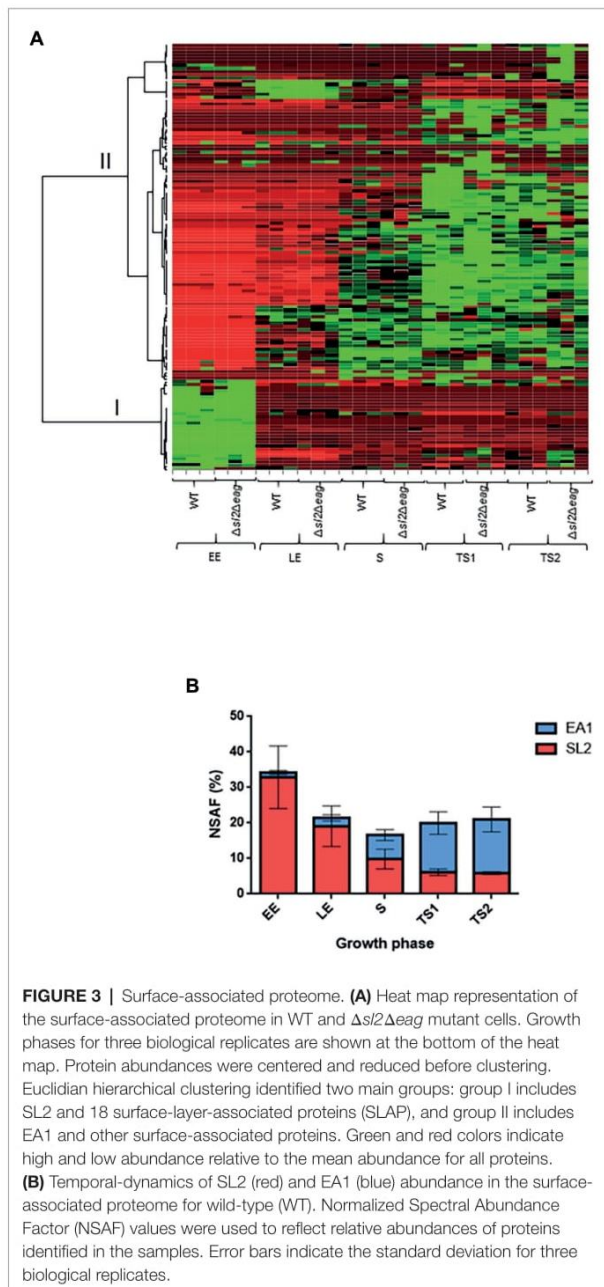 A
II
I
WT
Δsl2Δeag
WT
Δsl2Δeag
WT
Δsl2Δeag
WT
Δsl2Δeag
WT
Δsl2Δeag
EE
LE
S
TS1
TS2
B
50
40
30
20
10
0
NSAF (%)
EA1
SL2
EE
LE
S
TS1
TS2
Growth phase
FIGURE 3 | Surface-associated proteome. (A) Heat map representation of
the surface-associated proteome in WT and Δsl2Δeag mutant cells. Growth
phases for three biological replicates are shown at the bottom of the heat
map. Protein abundances were centered and reduced before clustering.
Euclidian hierarchical clustering identified two main groups: group I includes
SL2 and 18 surface-layer-associated proteins (SLAP), and group II includes
EA1 and other surface-associated proteins. Green and red colors indicate
high and low abundance relative to the mean abundance for all proteins.
(B) Temporal-dynamics of SL2 (red) and EA1 (blue) abundance in the surface-
associated proteome for wild-type (WT). Normalized Spectral Abundance
Factor (NSAF) values were used to reflect relative abundances of proteins
identified in the samples. Error bars indicate the standard deviation for three
biological replicates.